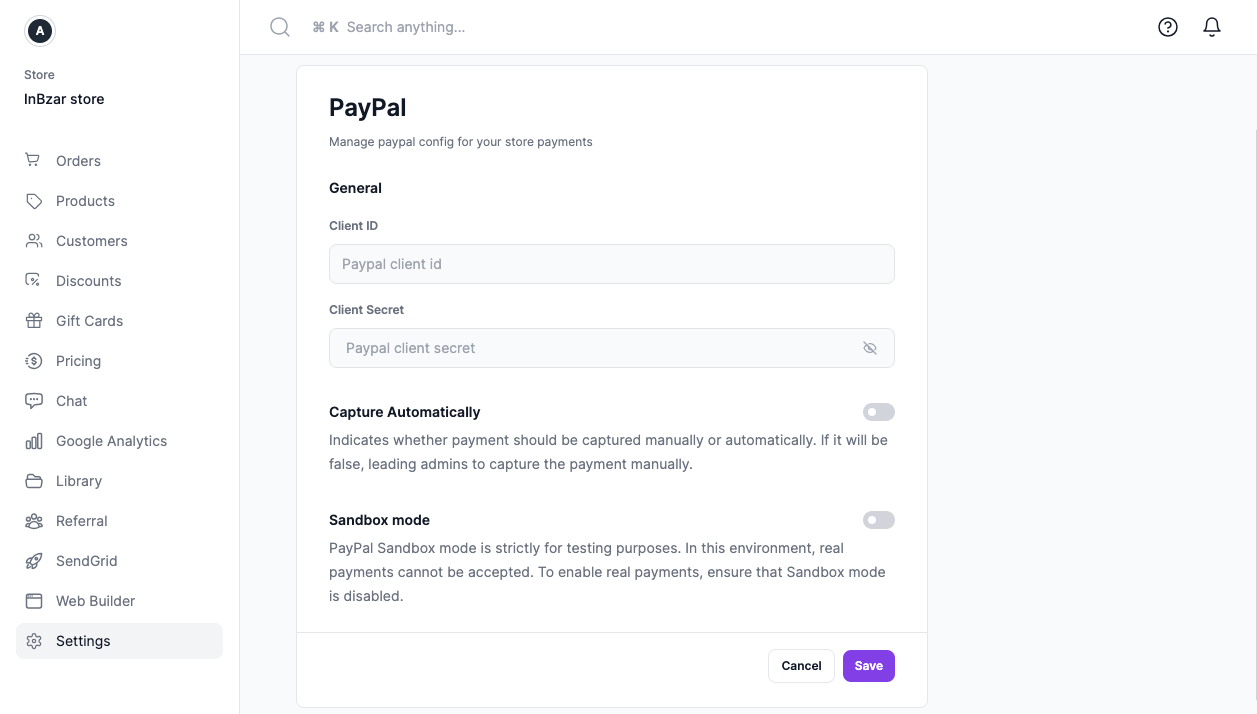 A
Store
InBzar store
Orders
Products
Customers
Discounts
Gift Cards
Pricing
Chat
Google Analytics
Library
Referral
SendGrid
Web Builder
Settings
⌘ K Search anything...
PayPal
Manage paypal config for your store payments
General
Client ID
Paypal client id
Client Secret
Paypal client secret
Capture Automatically
Indicates whether payment should be captured manually or automatically. If it will be
false, leading admins to capture the payment manually.
Sandbox mode
PayPal Sandbox mode is strictly for testing purposes. In this environment, real
payments cannot be accepted. To enable real payments, ensure that Sandbox mode
is disabled.
Cancel
Save